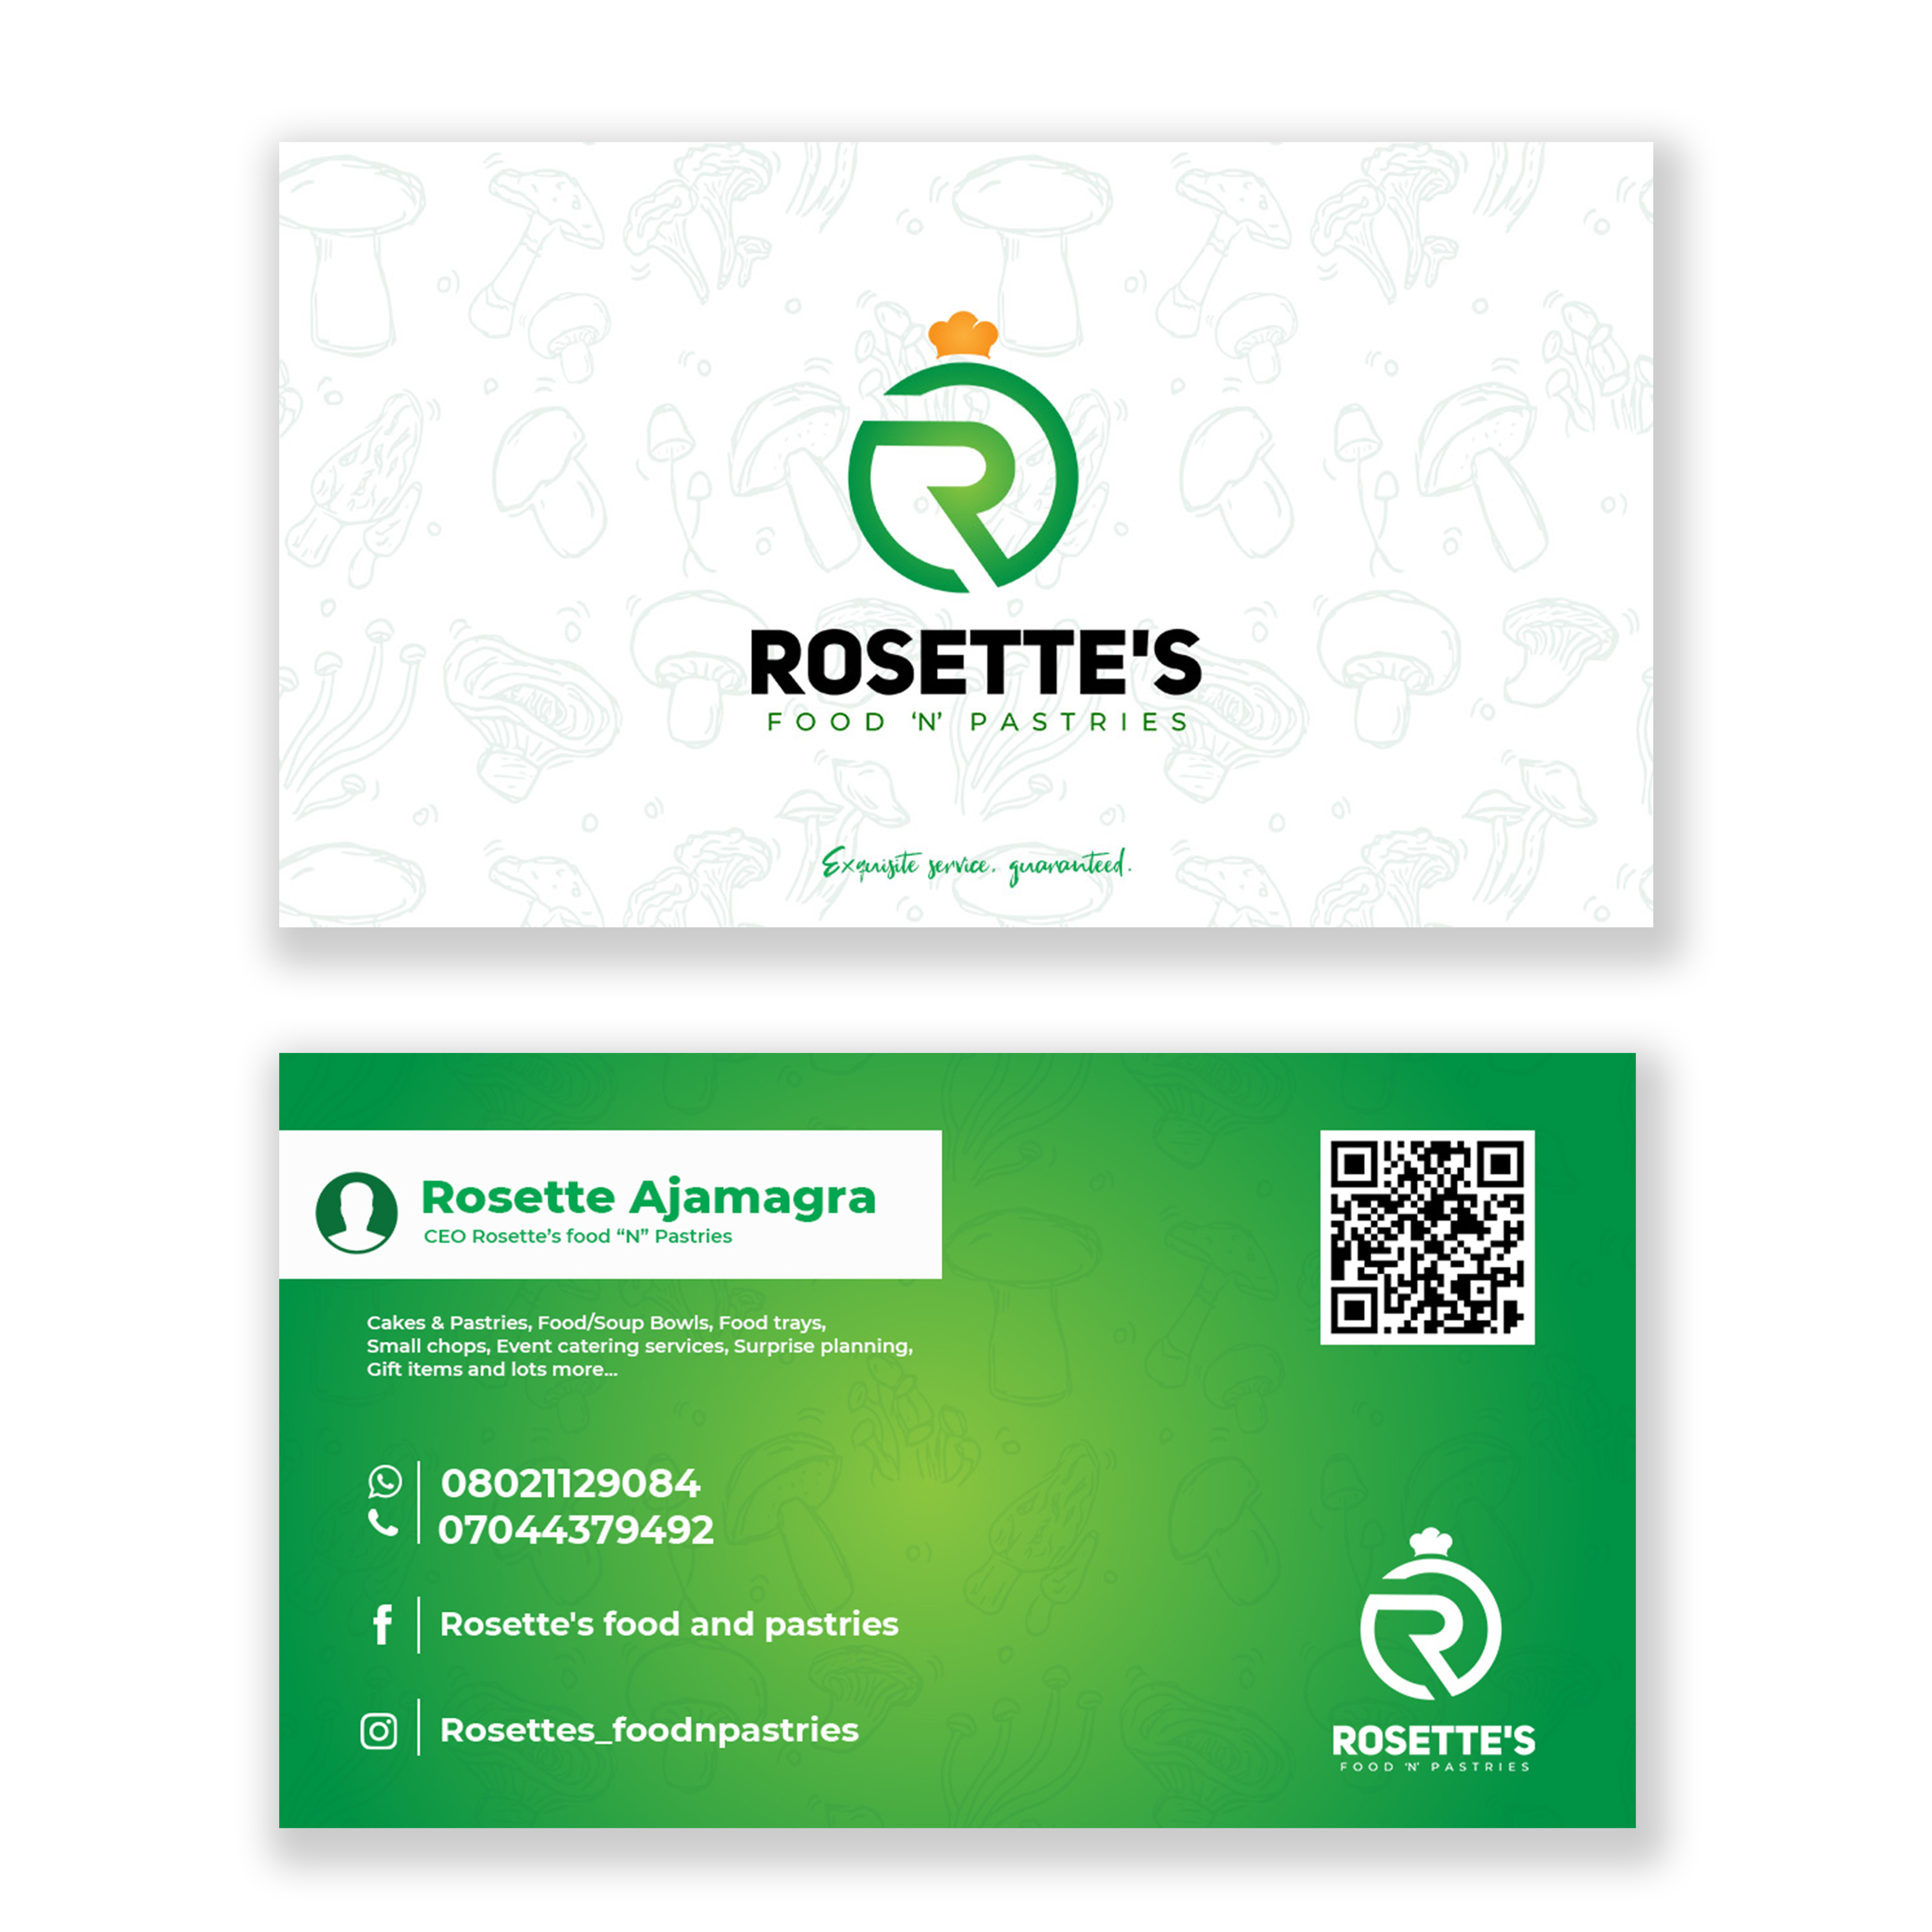 ROSETTE'S
FOOD ‘N’ PASTRIES
Exquisite service, guaranteed.
Rosette Ajamagra
CEO Rosette’s food “N” Pastries
Cakes & Pastries, Food/Soup Bowls, Food trays,
Small chops, Event catering services, Surprise planning,
Gift items and lots more...
08021129084
07044379492
Rosette's food and pastries
Rosettes_foodnpastries
ROSETTE'S
FOOD ‘N’ PASTRIES